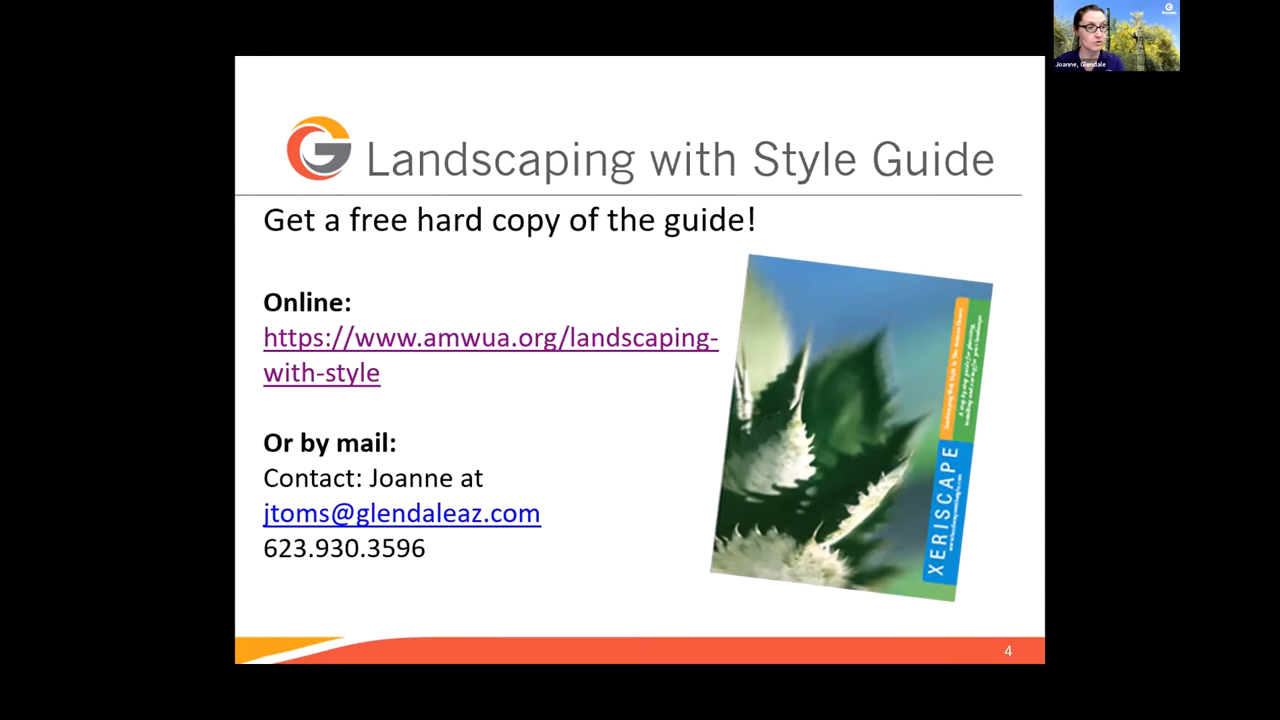 Joanne, Glendale
Landscaping with Style Guide
Get a free hard copy of the guide!
Online:
https://www.amwua.org/landscaping-
with-style
Or by mail:
Contact: Joanne at
jtoms@glendaleaz.com
623.930.3596
XERISCAPE
4